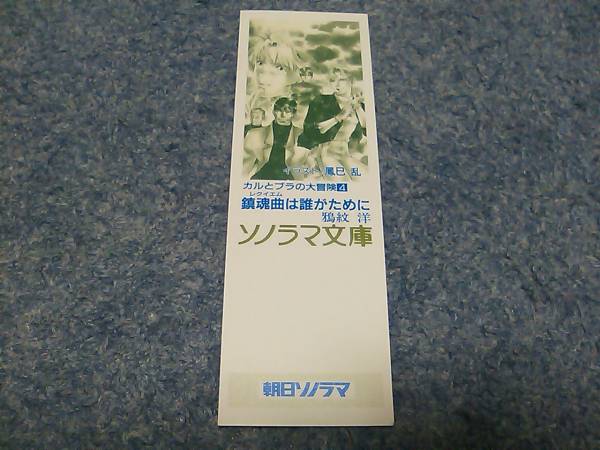 イラスト 鳳巳 乱
カルとブラの大冒険4
レクイエム
鎮魂曲は誰がために
鴉紋 洋
ソノラマ文庫
朝日ソノラマ